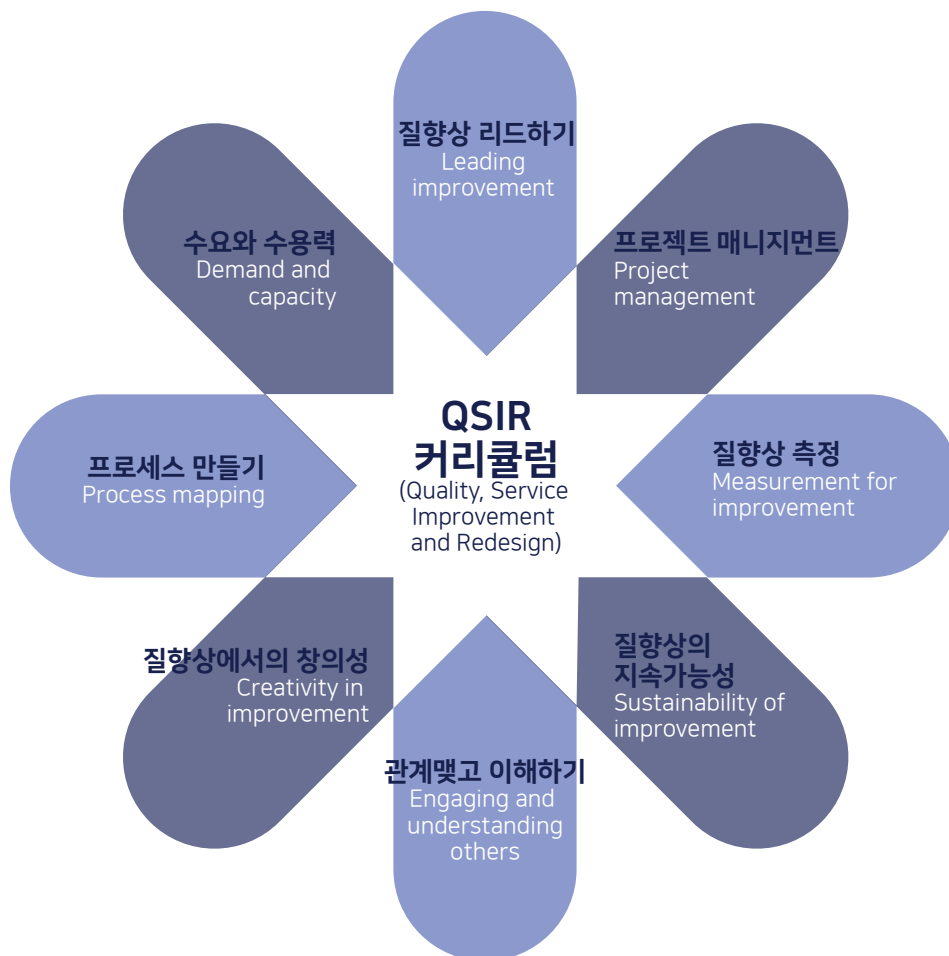 질향상 리드하기
Leading
improvement
프로젝트 매니지먼트
Project
management
질향상 측정
Measurement for
improvement
질향상의
지속가능성
Sustainability of
improvement
관계맺고 이해하기
Engaging and
understanding
others
질향상에서의 창의성
Creativity in
improvement
프로세스 만들기
Process mapping
수요와 수용력
Demand and
capacity
QSIR
커리큘럼
(Quality, Service
Improvement
and Redesign)